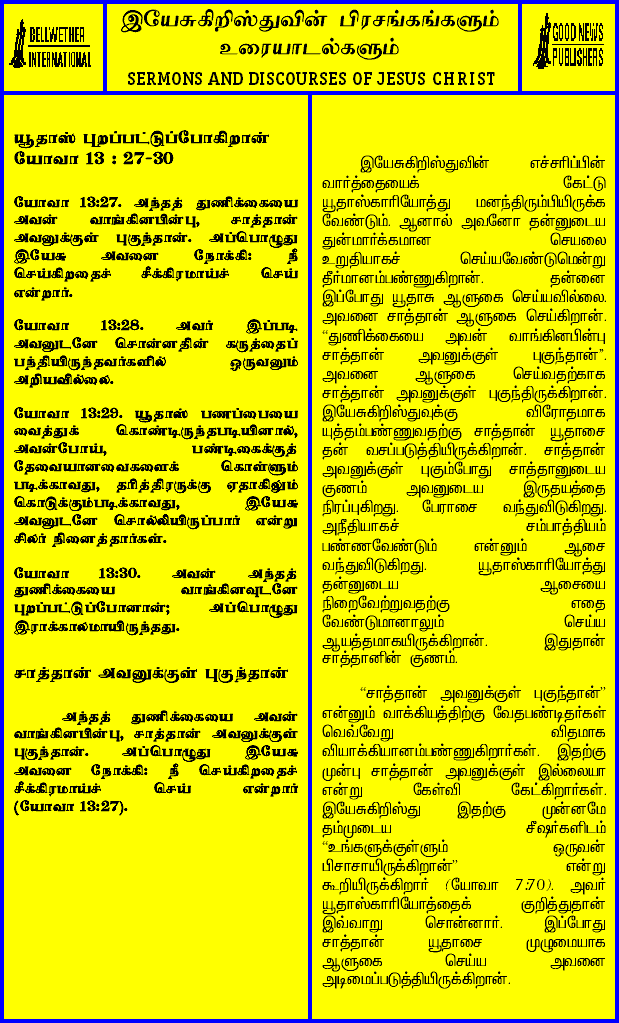 BELLWETHER
INTERNATIONAL
இயேசுகிறிஸ்துவின் பிரசங்கங்களும்
உரையாடல்களும்
SERMONS AND DISCOURSES OF JESUS CHRIST
GOOD NEWS
PUBLISHERS
யூதாஸ் புறப்பட்டுப்போகிறான்
யோவா 13 : 27-30
யோவா 13:27. அந்தத் துணிக்கையை
அவன் வாங்கினபின்பு, சாத்தான்
அவனுக்குள் புகுந்தான். அப்பொழுது
இயேசு அவனை நோக்கி: நீ
செய்கிறதைச் சீக்கிரமாய்ச் செய்
என்றார்.
யோவா 13:28. அவர் இப்படி
அவனுடனே சொன்னதின் கருத்தைப்
பந்தியிருந்தவர்களில் ஒருவனும்
அறியவில்லை.
யோவா 13:29. யூதாஸ் பணப்பையை
வைத்துக் கொண்டிருந்தபடியினால்,
அவன்போய், பண்டிகைக்குத்
தேவையானவைகளைக் கொள்ளும்
படிக்காவது, தரித்திரருக்கு ஏதாகிலும்
கொடுக்கும்படிக்காவது, இயேசு
அவனுடனே சொல்லியிருப்பார் என்று
சிலர் நினைத்தார்கள்.
யோவா 13:30. அவன் அந்தத்
துணிக்கையை வாங்கினவுடனே
புறப்பட்டுப்போனான்; அப்பொழுது
இராக்காலமாயிருந்தது.
சாத்தான் அவனுக்குள் புகுந்தான்
அந்தத் துணிக்கையை அவன்
வாங்கினபின்பு, சாத்தான் அவனுக்குள்
புகுந்தான். அப்பொழுது இயேசு
அவனை நோக்கி: நீ செய்கிறதைச்
சீக்கிரமாய்ச் செய் என்றார்
(யோவா 13:27).
இயேசுகிறிஸ்துவின் எச்சரிப்பின்
வார்த்தையைக் கேட்டு
யூதாஸ்காரியோத்து மனந்திரும்பியிருக்க
வேண்டும். ஆனால் அவனோ தன்னுடைய
துன்மார்க்கமான செயலை
உறுதியாகச் செய்யவேண்டுமென்று
தீர்மானம்பண்ணுகிறான். தன்னை
இப்போது யூதாசு ஆளுகை செய்யவில்லை.
அவனை சாத்தான் ஆளுகை செய்கிறான்.
“துணிக்கையை அவன் வாங்கினபின்பு
சாத்தான் அவனுக்குள் புகுந்தான்”.
அவனை ஆளுகை செய்வதற்காக
சாத்தான் அவனுக்குள் புகுந்திருக்கிறான்.
இயேசுகிறிஸ்துவுக்கு விரோதமாக
யுத்தம்பண்ணுவதற்கு சாத்தான் யூதாசை
தன் வசப்படுத்தியிருக்கிறான். சாத்தான்
அவனுக்குள் புகும்போது சாத்தானுடைய
குணம் அவனுடைய இருதயத்தை
நிரப்புகிறது. பேராசை வந்துவிடுகிறது.
அநீதியாகச் சம்பாத்தியம்
பண்ணவேண்டும் என்னும் ஆசை
வந்துவிடுகிறது. யூதாஸ்காரியோத்து
தன்னுடைய ஆசையை
நிறைவேற்றுவதற்கு எதை
வேண்டுமானாலும் செய்ய
ஆயத்தமாகயிருக்கிறான். இதுதான்
சாத்தானின் குணம்.
“சாத்தான் அவனுக்குள் புகுந்தான்”
என்னும் வாக்கியத்திற்கு வேதபண்டிதர்கள்
வெவ்வேறு விதமாக
வியாக்கியானம்பண்ணுகிறார்கள். இதற்கு
முன்பு சாத்தான் அவனுக்குள் இல்லையா
என்று கேள்வி கேட்கிறார்கள்.
இயேசுகிறிஸ்து இதற்கு முன்னமே
தம்முடைய சீஷர்களிடம்
“உங்களுக்குள்ளும் ஒருவன்
பிசாசாயிருக்கிறான்” என்று
கூறியிருக்கிறார் (யோவா 7:70). அவர்
யூதாஸ்காரியோத்தைக் குறித்துதான்
இவ்வாறு சொன்னார். இப்போது
சாத்தான் யூதாசை முழுமையாக
ஆளுகை செய்ய அவனை
அடிமைப்படுத்தியிருக்கிறான்.